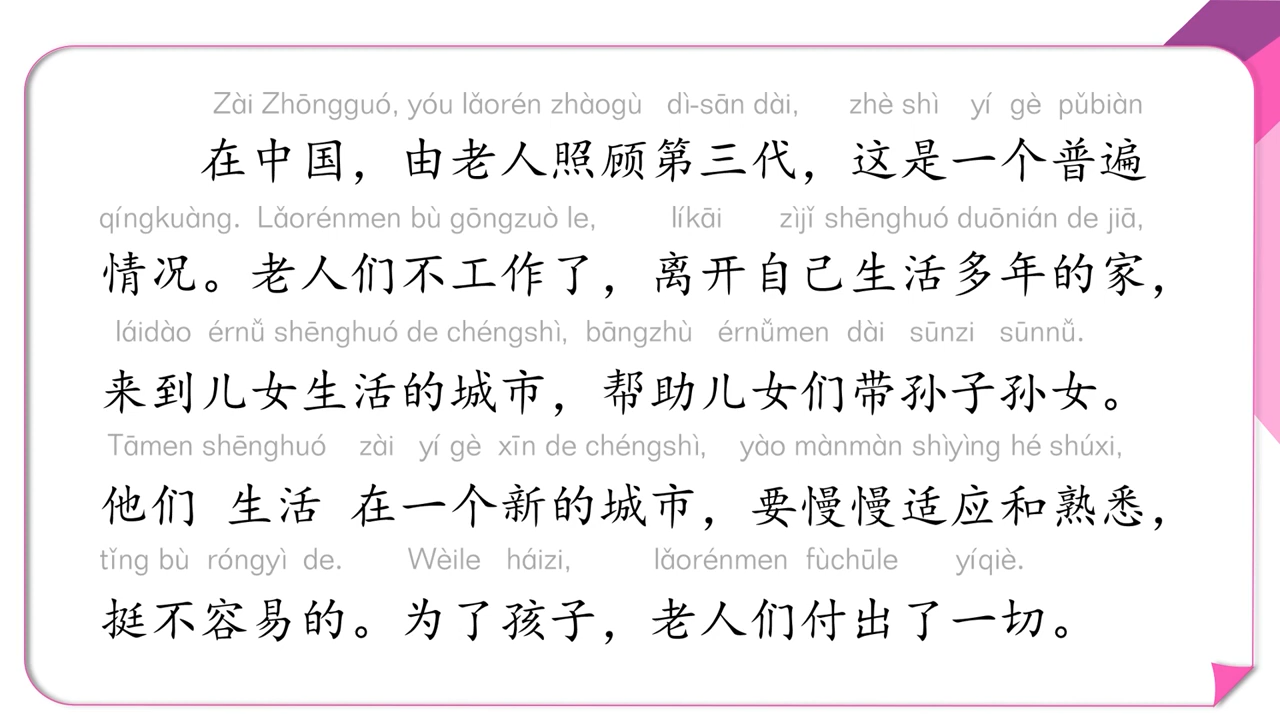 Zài Zhōngguó, yóu lǎorén zhàogù dì-sān dài, zhè shì yí gè pǔbiàn
在中国，由老人照顾第三代，这是一个普遍
qíngkuàng. Lǎorénmen bù gōngzuò le, líkāi zìjǐ shēnghuó duōnián de jiā,
情况。老人们不工作了，离开自己生活多年的家，
láidào érnǚ shēnghuó de chéngshì, bāngzhù érnǚmen dài sūnzi sūnnǚ.
来到儿女生活的城市，帮助儿女们带孙子孙女。
Tāmen shēnghuó zài yí gè xīn de chéngshì, yào mànmàn shìyìng hé shúxi,
他们 生活 在一个新的城市，要慢慢适应和熟悉，
tǐng bù róngyì de. Wèile háizi, lǎorénmen fùchūle yíqiè.
挺不容易的。为了孩子，老人们付出了一切。